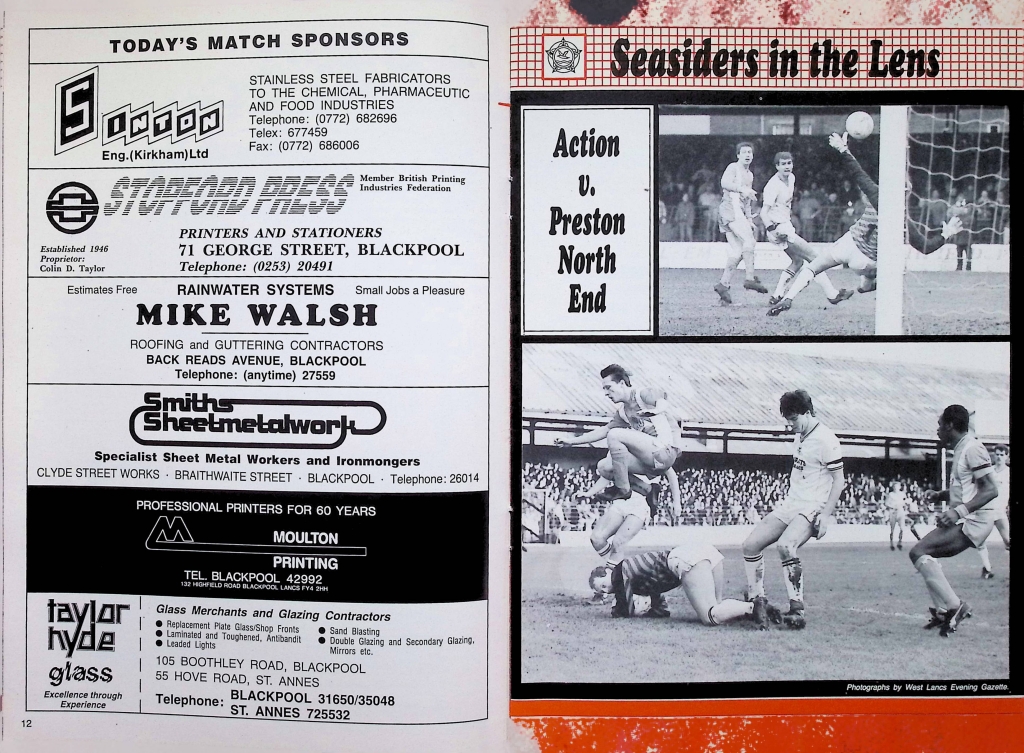 TODAY'S MATCH SPONSORS
SINTON
Eng.(Kirkham)Ltd
STAINLESS STEEL FABRICATORS
TO THE CHEMICAL, PHARMACEUTIC
AND FOOD INDUSTRIES
Telephone: (0772) 682696
Telex: 677459
Fax: (0772) 686006
STOPFORD PRESS
Member British Printing
Industries Federation
Established 1946
Proprietor:
Colin D. Taylor
PRINTERS AND STATIONERS
71 GEORGE STREET, BLACKPOOL
Telephone: (0253) 20491
Estimates Free RAINWATER SYSTEMS Small Jobs a Pleasure
MIKE WALSH
ROOFING and GUTTERING CONTRACTORS
BACK READS AVENUE, BLACKPOOL
Telephone: (anytime) 27559
Smiths
Sheetmetalwork
Specialist Sheet Metal Workers and Ironmongers
CLYDE STREET WORKS · BRAITHWAITE STREET · BLACKPOOL · Telephone: 26014
PROFESSIONAL PRINTERS FOR 60 YEARS
MOULTON
PRINTING
TEL. BLACKPOOL 42992
132 HIGHFIELD ROAD BLACKPOOL LANCS FY4 2HH
taylor
hyde
glass
Excellence through
Experience
Glass Merchants and Glazing Contractors
● Replacement Plate Glass/Shop Fronts
● Laminated and Toughened, Antibandit
● Leaded Lights
● Sand Blasting
● Double Glazing and Secondary Glazing,
Mirrors etc.
105 BOOTHLEY ROAD, BLACKPOOL
55 HOVE ROAD, ST. ANNES
Telephone: BLACKPOOL 31650/35048
ST. ANNES 725532
12
Seasiders in the Lens
Action
v.
Preston
North
End
Photographs by West Lancs Evening Gazette.